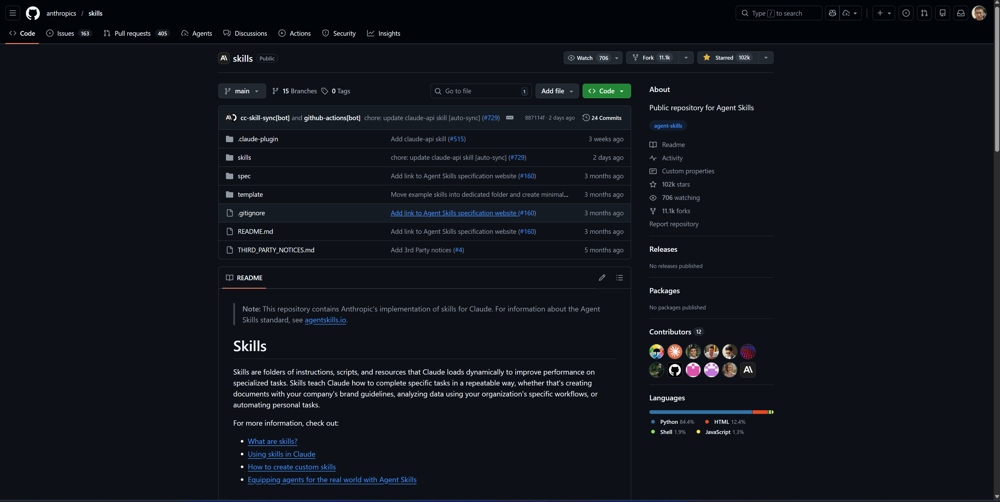 anthropics / skills
Type / to search
Code
Issues 163
Pull requests 405
Agents
Discussions
Actions
Security
Insights
skills Public
Watch 706
Fork 11.1k
Starred 102k
main
15 Branches
0 Tags
Go to file t
Add file
Code
cc-skill-sync[bot] and github-actions[bot] chore: update claude-api skill [auto-sync] (#729)
887114f · 2 days ago
24 Commits
.claude-plugin Add claude-api skill (#515) 3 weeks ago
skills chore: update claude-api skill [auto-sync] (#729) 2 days ago
spec Add link to Agent Skills specification website (#160) 3 months ago
template Move example skills into dedicated folder and create minimal... 3 months ago
.gitignore Add link to Agent Skills specification website (#160) 3 months ago
README.md Add link to Agent Skills specification website (#160) 3 months ago
THIRD_PARTY_NOTICES.md Add 3rd Party notices (#4) 5 months ago
README
Note: This repository contains Anthropic's implementation of skills for Claude. For information about the Agent
Skills standard, see agentskills.io.
Skills
Skills are folders of instructions, scripts, and resources that Claude loads dynamically to improve performance on
specialized tasks. Skills teach Claude how to complete specific tasks in a repeatable way, whether that's creating
documents with your company's brand guidelines, analyzing data using your organization's specific workflows, or
automating personal tasks.
For more information, check out:
What are skills?
Using skills in Claude
How to create custom skills
Equipping agents for the real world with Agent Skills
About
Public repository for Agent Skills
agent-skills
Readme
Activity
Custom properties
102k stars
706 watching
11.1k forks
Report repository
Releases
No releases published
Packages
No packages published
Contributors 12
Languages
Python 84.4% HTML 12.4%
Shell 1.9% JavaScript 1.3%